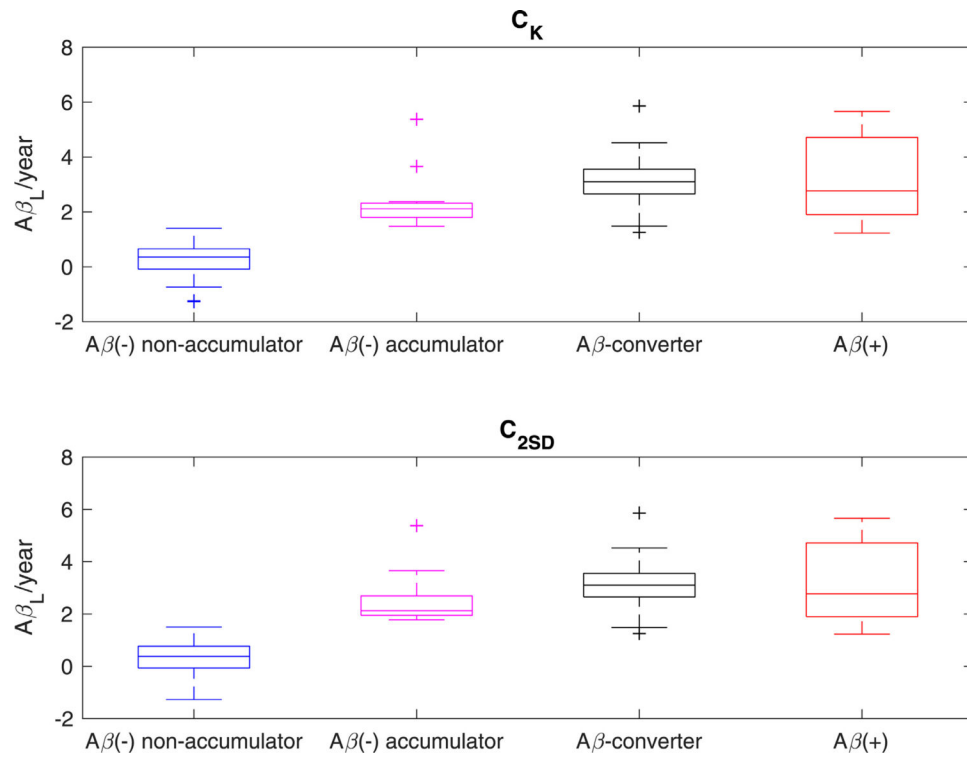 C_K
8
6
4
2
0
-2
Aβ_L/year
Aβ(-) non-accumulator Aβ(-) accumulator Aβ-converter Aβ(+)
C_2SD
8
6
4
2
0
-2
Aβ_L/year
Aβ(-) non-accumulator Aβ(-) accumulator Aβ-converter Aβ(+)